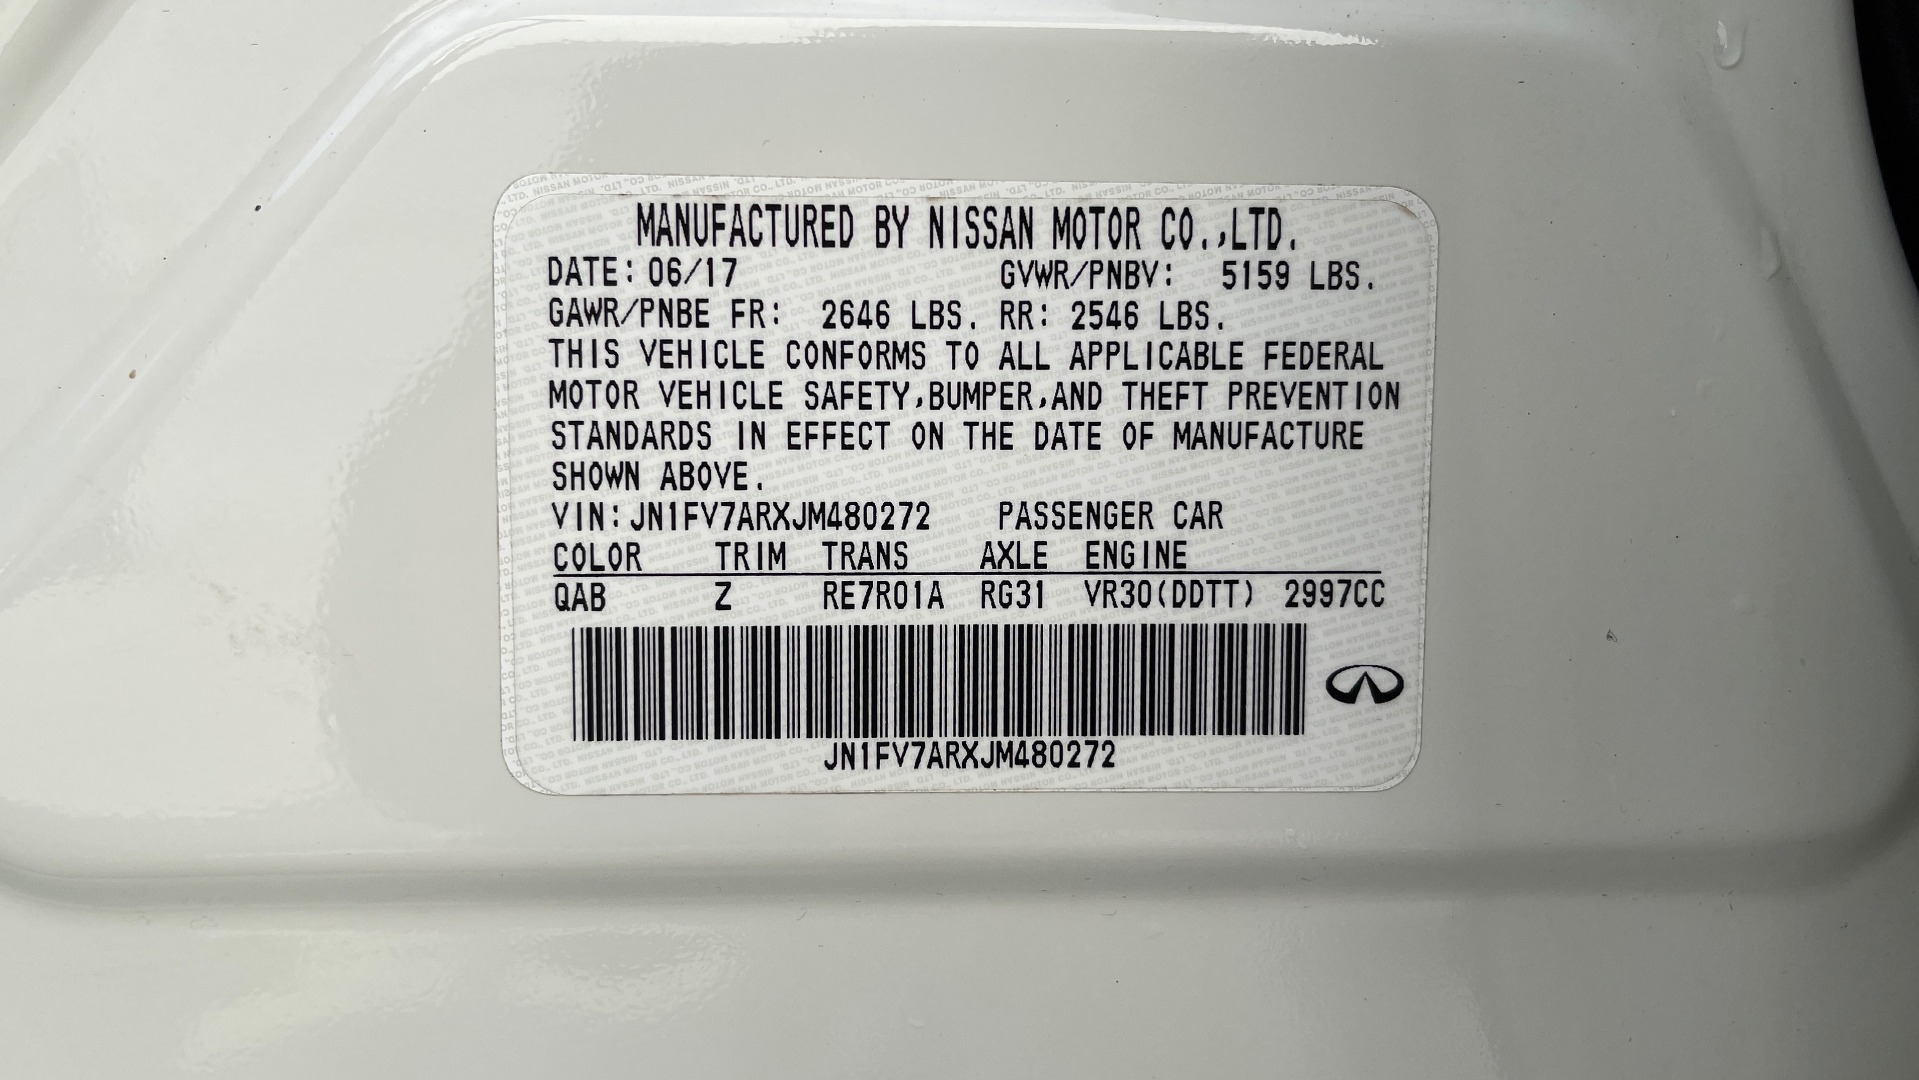 MANUFACTURED BY NISSAN MOTOR CO.,LTD.
DATE: 06/17 GVWR/PNBV: 5159 LBS.
GAWR/PNBE FR: 2646 LBS. RR: 2546 LBS.
THIS VEHICLE CONFORMS TO ALL APPLICABLE FEDERAL
MOTOR VEHICLE SAFETY,BUMPER,AND THEFT PREVENTION
STANDARDS IN EFFECT ON THE DATE OF MANUFACTURE
SHOWN ABOVE.
VIN:JN1FV7ARXJM480272 PASSENGER CAR
COLOR TRIM TRANS AXLE ENGINE
QAB Z RE7R01A RG31 VR30(DDTT) 2997CC
JN1FV7ARXJM480272